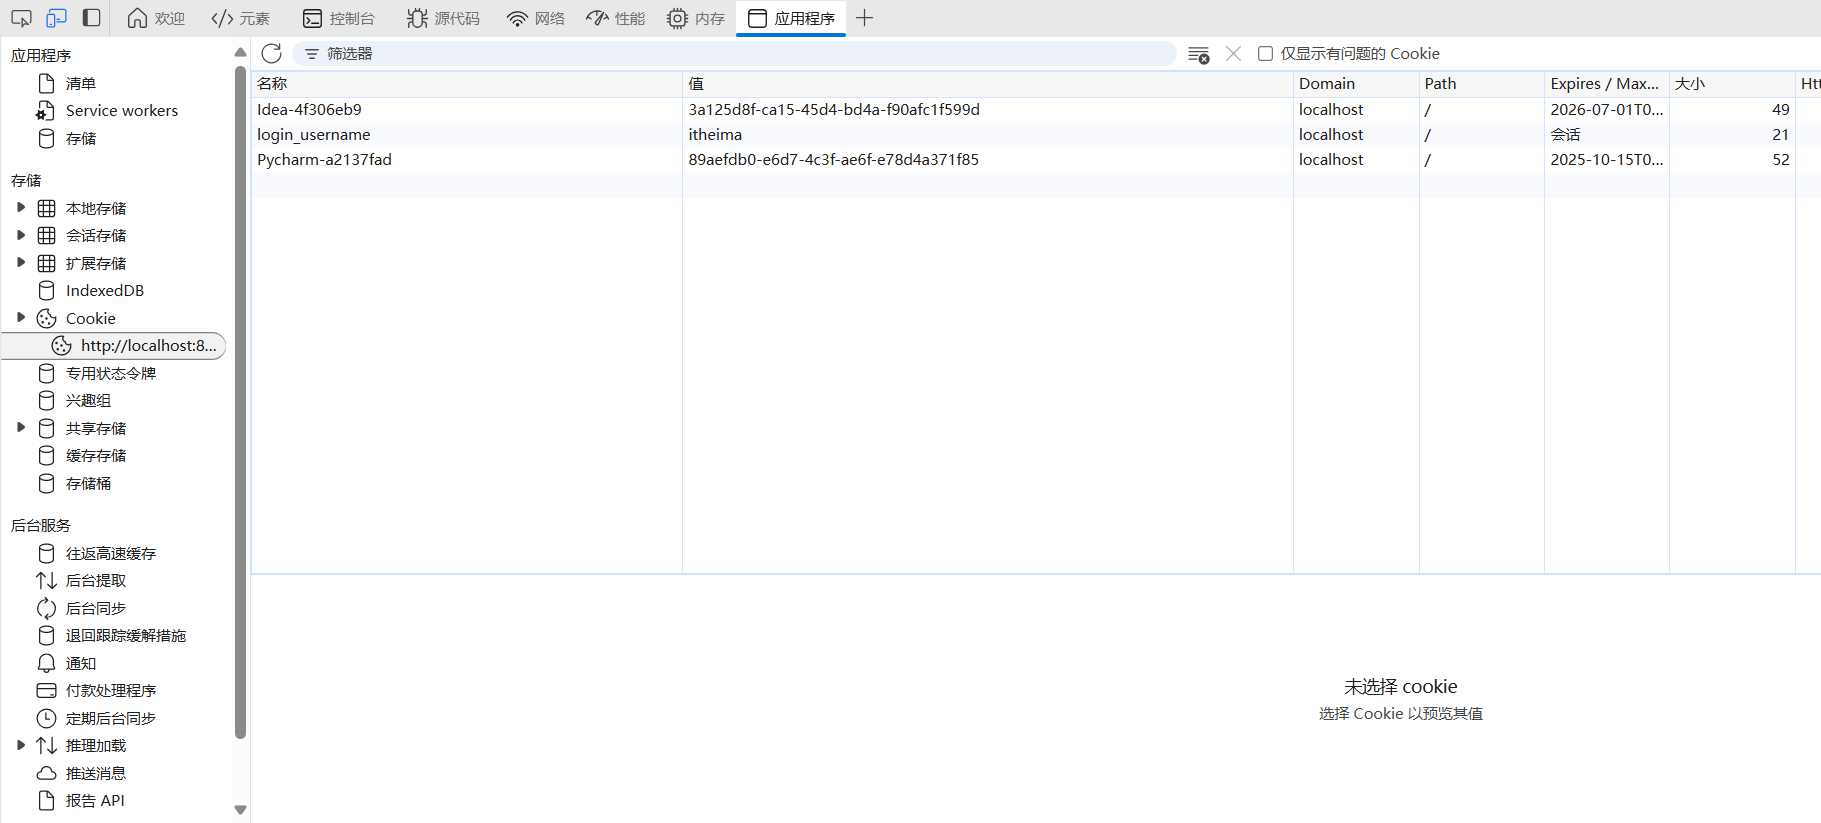 欢迎 元素 控制台 源代码 网络 性能 内存 应用程序
应用程序
清单
Service workers
存储
存储
本地存储
会话存储
扩展存储
IndexedDB
Cookie
http://localhost:8...
专用状态令牌
兴趣组
共享存储
缓存存储
存储桶
后台服务
往返高速缓存
后台提取
后台同步
退回跟踪缓解措施
通知
付款处理程序
定期后台同步
推理加载
推送消息
报告 API
筛选器 仅显示有问题的 Cookie
名称 值 Domain Path Expires / Max... 大小 Htt
Idea-4f306eb9 3a125d8f-ca15-45d4-bd4a-f90afc1f599d localhost / 2026-07-01T0... 49
login_username itheima localhost / 会话 21
Pycharm-a2137fad 89aefdb0-e6d7-4c3f-ae6f-e78d4a371f85 localhost / 2025-10-15T0... 52
未选择 cookie
选择 Cookie 以预览其值